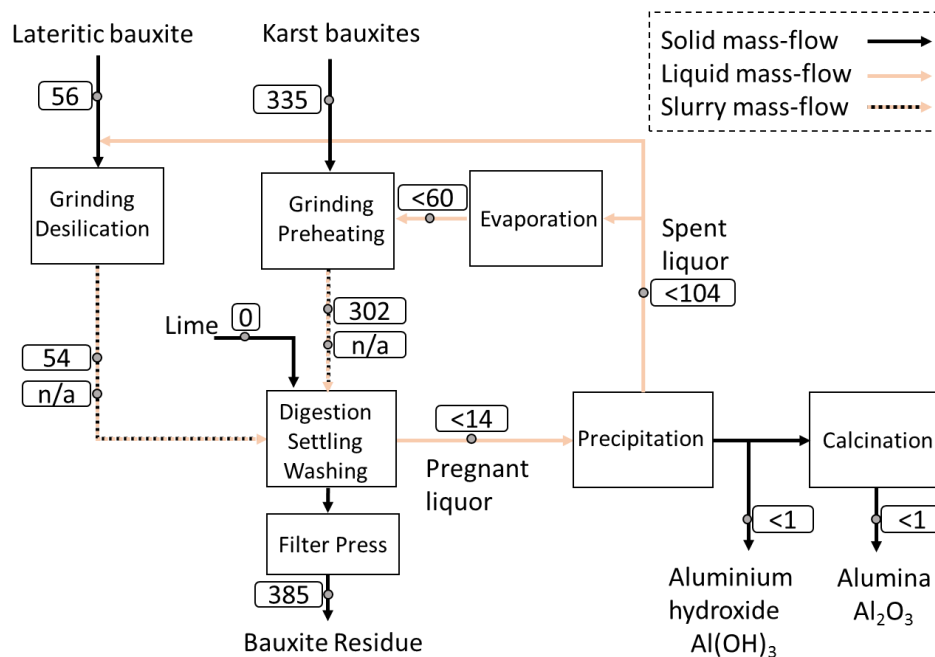 Lateritic bauxite
Karst bauxites
Solid mass-flow
Liquid mass-flow
Slurry mass-flow
56
335
Grinding
Desilication
Grinding
Preheating
<60
Evaporation
Spent
liquor
<104
Lime
0
302
n/a
54
n/a
Digestion
Settling
Washing
<14
Pregnant
liquor
Precipitation
Calcination
Filter Press
<1
<1
385
Bauxite Residue
Aluminium
hydroxide
Al(OH)₃
Alumina
Al₂O₃